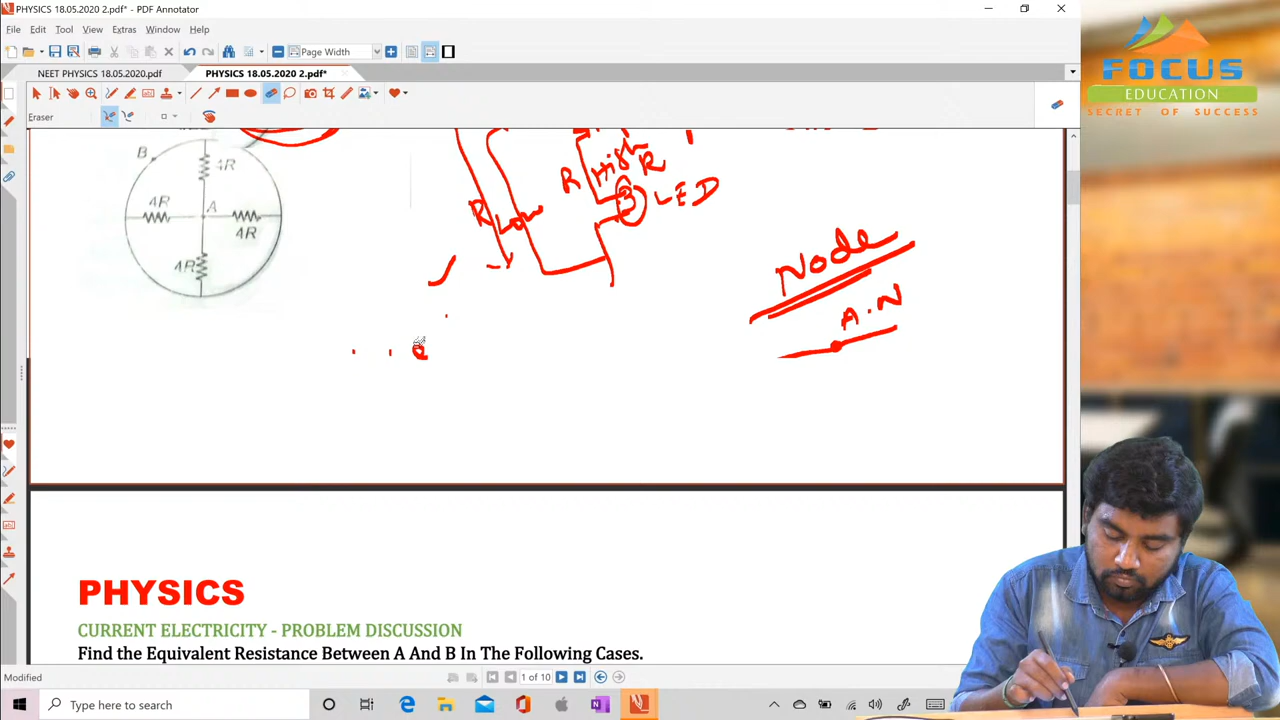 PHYSICS 18.05.2020 2.pdf* - PDF Annotator
File Edit Tool View Extras Window Help
Page Width
NEET PHYSICS 18.05.2020.pdf
PHYSICS 18.05.2020 2.pdf*
Eraser
FOCUS
EDUCATION
SECRET OF SUCCESS
B
4R
4R
A
4R
4R
R
High R
LED
R
Low
Node
A.N
PHYSICS
CURRENT ELECTRICITY - PROBLEM DISCUSSION
Find the Equivalent Resistance Between A And B In The Following Cases.
Modified
1 of 10
Type here to search